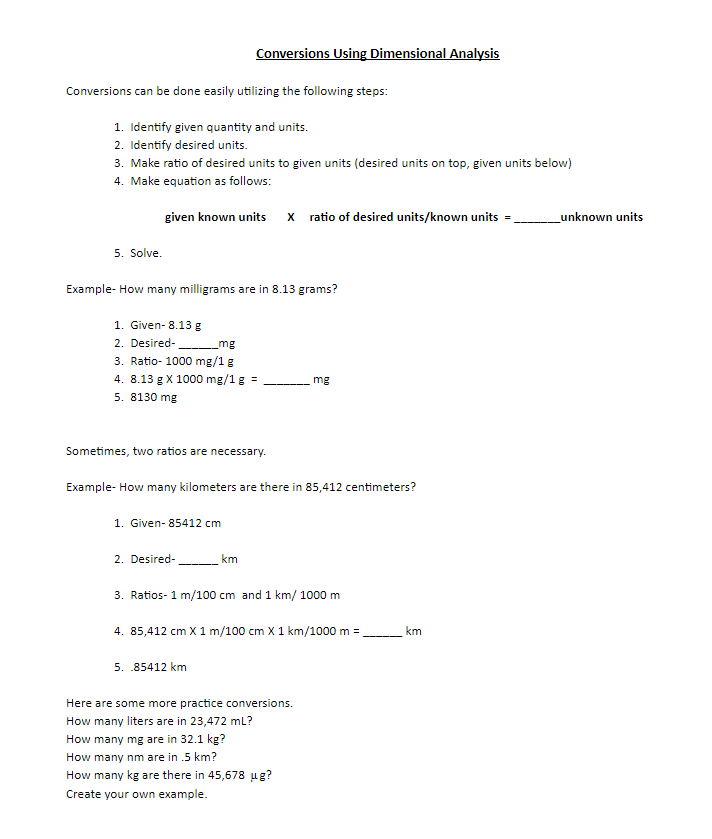 Conversions Using Dimensional Analysis
Conversions can be done easily utilizing the following steps:
1. Identify given quantity and units.
2. Identify desired units.
3. Make ratio of desired units to given units (desired units on top, given units below)
4. Make equation as follows:
given known units X ratio of desired units/known units =_______unknown units
5. Solve.
Example- How many milligrams are in 8.13 grams?
1. Given- 8.13 g
2. Desired- ______mg
3. Ratio- 1000 mg/1 g
4. 8.13 g X 1000 mg/1 g = _______ mg
5. 8130 mg
Sometimes, two ratios are necessary.
Example- How many kilometers are there in 85,412 centimeters?
1. Given- 85412 cm
2. Desired- ______ km
3. Ratios- 1 m/100 cm and 1 km/ 1000 m
4. 85,412 cm X 1 m/100 cm X 1 km/1000 m = ______ km
5. .85412 km
Here are some more practice conversions.
How many liters are in 23,472 mL?
How many mg are in 32.1 kg?
How many nm are in .5 km?
How many kg are there in 45,678 µg?
Create your own example.